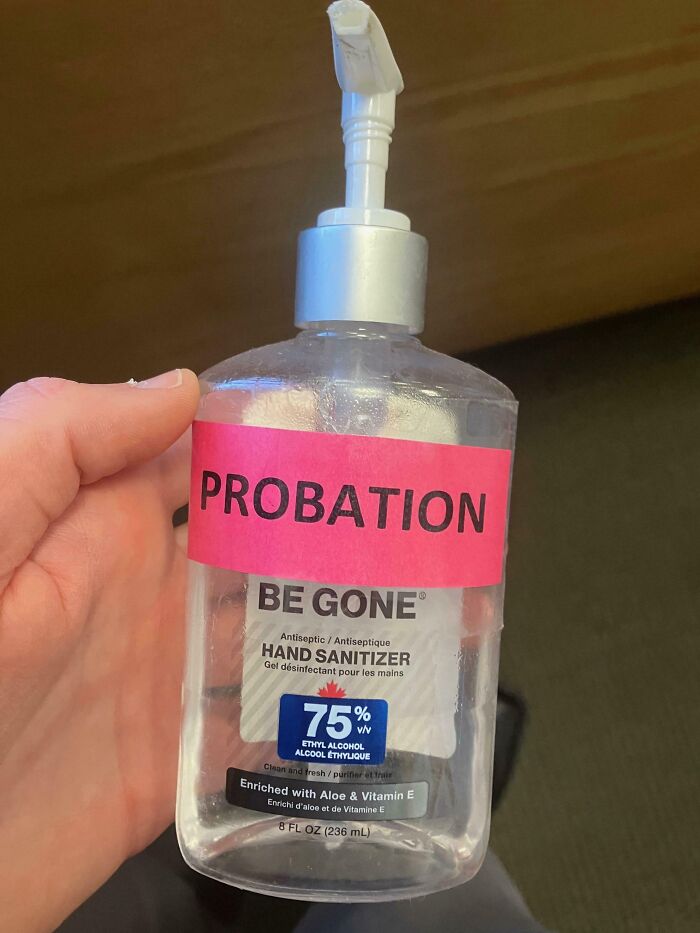 PROBATION
BE GONE®
Antiseptic / Antiseptique
HAND SANITIZER
Gel désinfectant pour les mains
75% v/v
ETHYL ALCOHOL
ALCOOL ÉTHYLIQUE
Clean and fresh / purifier et frais
Enriched with Aloe & Vitamin E
Enrichi d'aloe et de Vitamine E
8 FL OZ (236 mL)